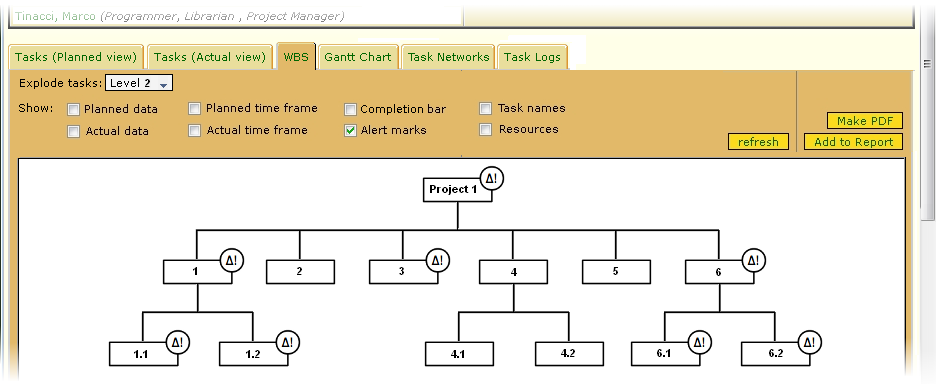 Tinacci, Marco (Programmer, Librarian , Project Manager)
Tasks (Planned view) Tasks (Actual view) WBS Gantt Chart Task Networks Task Logs
Explode tasks: Level 2
Show: Planned data Planned time frame Completion bar Task names
Actual data Actual time frame Alert marks Resources
Make PDF
refresh Add to Report
Project 1 Δ!
1 Δ! 2 3 Δ! 4 5 6 Δ!
1.1 Δ! 1.2 Δ! 4.1 4.2 6.1 Δ! 6.2 Δ!